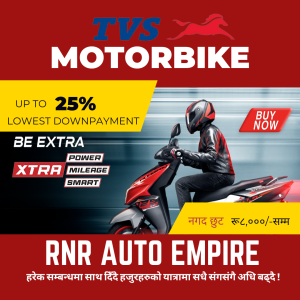 TVS
MOTORBIKE
UP TO 25%
LOWEST DOWNPAYMENT
BUY
NOW
BE EXTRA
XTRA
POWER
MILEAGE
SMART
नगद छुट रू८,०००/-सम्म
RNR AUTO EMPIRE
हरेक सम्बन्धमा साथ दिँदै हजुरहरुको यात्रामा सधै संगसंगै अघि बढ्दै !